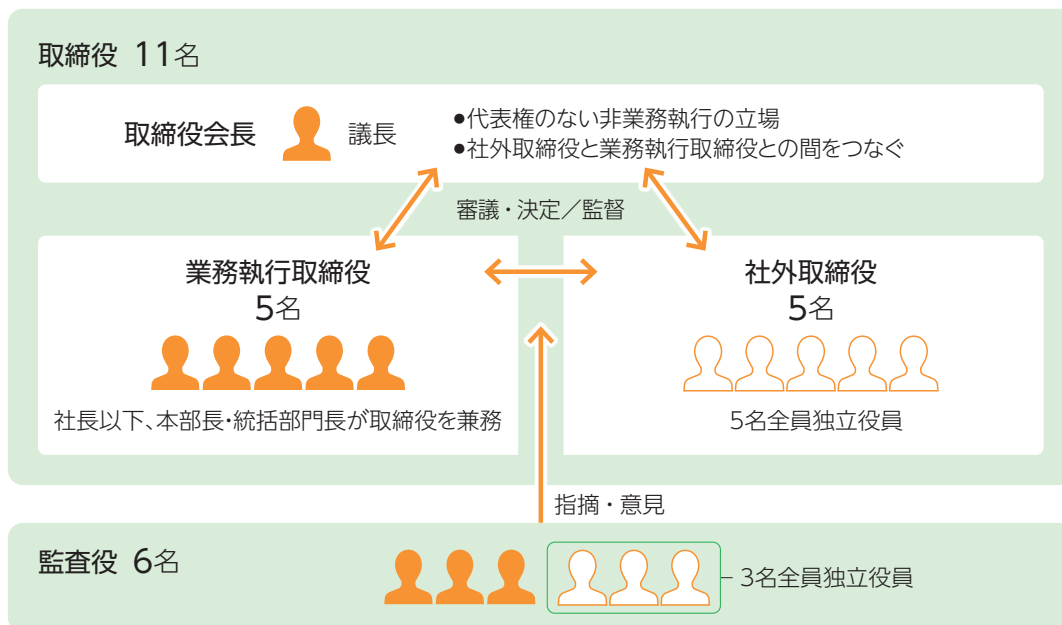 取締役 11名
取締役会長
議長
●代表権のない非業務執行の立場
●社外取締役と業務執行取締役との間をつなぐ
審議・決定／監督
業務執行取締役
5名
社長以下、本部長・統括部門長が取締役を兼務
社外取締役
5名
5名全員独立役員
指摘・意見
監査役 6名
3名全員独立役員